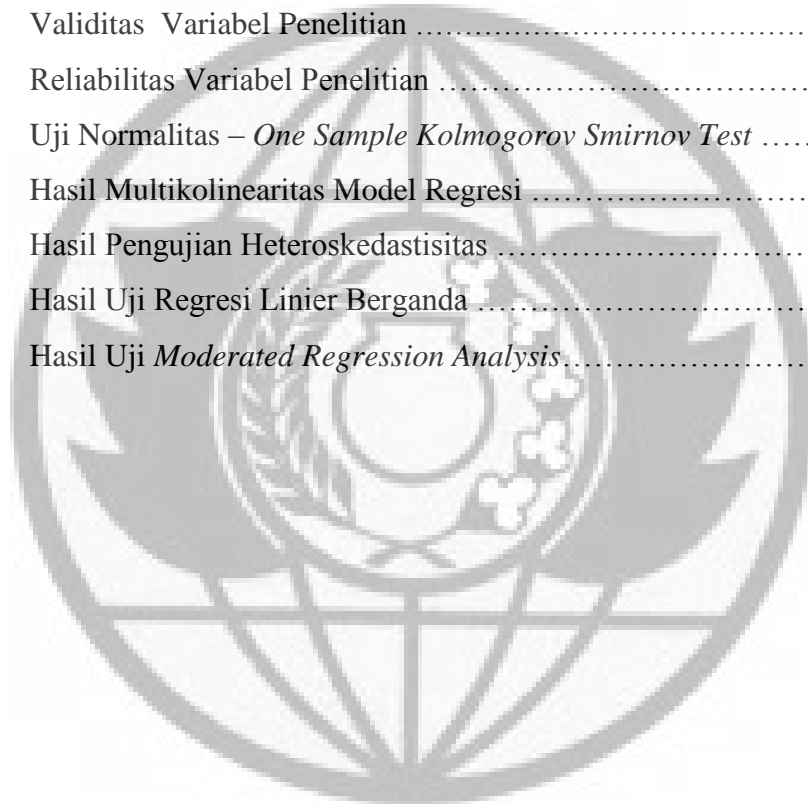 Validitas  Variabel Penelitian ……………………………………
Reliabilitas Variabel Penelitian ……………………………………
Uji Normalitas – One Sample Kolmogorov Smirnov Test ……
Hasil Multikolinearitas Model Regresi ……………………………
Hasil Pengujian Heteroskedastisitas ………………………………
Hasil Uji Regresi Linier Berganda …………………………………
Hasil Uji Moderated Regression Analysis………………………